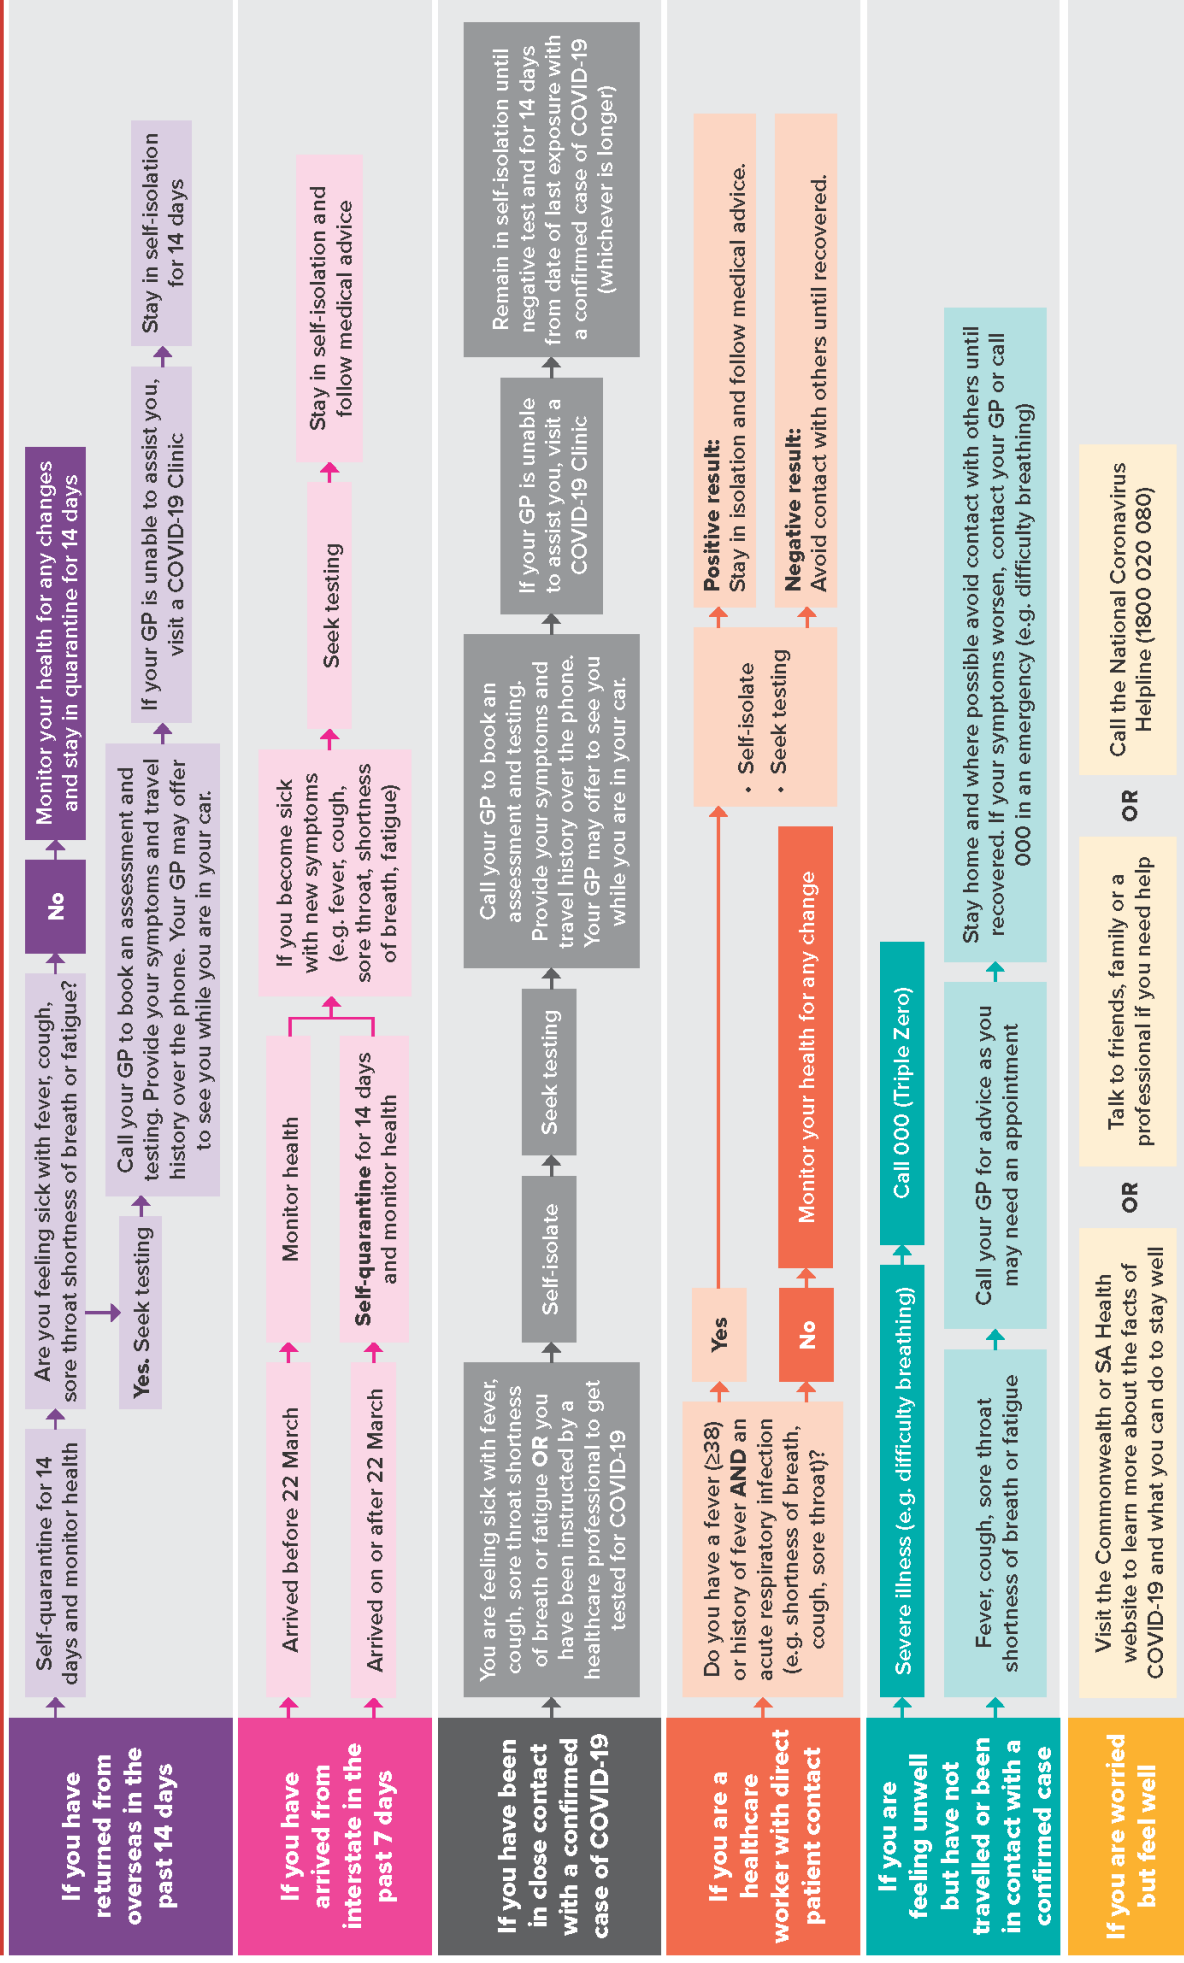 If you have
returned from
overseas in the
past 14 days
Self-quarantine for 14
days and monitor health
Are you feeling sick with fever, cough,
sore throat shortness of breath or fatigue?
No
Monitor your health for any changes
and stay in quarantine for 14 days
Yes. Seek testing
Call your GP to book an assessment and
testing. Provide your symptoms and travel
history over the phone. Your GP may offer
to see you while you are in your car.
If your GP is unable to assist you,
visit a COVID-19 Clinic
Stay in self-isolation
for 14 days
If you have
arrived from
interstate in the
past 7 days
Arrived before 22 March
Monitor health
Arrived on or after 22 March
Self-quarantine for 14 days
and monitor health
If you become sick
with new symptoms
(e.g. fever, cough,
sore throat, shortness
of breath, fatigue)
Seek testing
Stay in self-isolation and
follow medical advice
If you have been
in close contact
with a confirmed
case of COVID-19
You are feeling sick with fever,
cough, sore throat shortness
of breath or fatigue OR you
have been instructed by a
healthcare professional to get
tested for COVID-19
Self-isolate
Seek testing
Call your GP to book an
assessment and testing.
Provide your symptoms and
travel history over the phone.
Your GP may offer to see you
while you are in your car.
If your GP is unable
to assist you, visit a
COVID-19 Clinic
Remain in self-isolation until
negative test and for 14 days
from date of last exposure with
a confirmed case of COVID-19
(whichever is longer)
If you are a
healthcare
worker with direct
patient contact
Do you have a fever (≥38)
or history of fever AND an
acute respiratory infection
(e.g. shortness of breath,
cough, sore throat)?
Yes
• Self-isolate
• Seek testing
Positive result:
Stay in isolation and follow medical advice.
Negative result:
Avoid contact with others until recovered.
No
Monitor your health for any change
If you are
feeling unwell
but have not
travelled or been
in contact with a
confirmed case
Severe illness (e.g. difficulty breathing)
Call 000 (Triple Zero)
Fever, cough, sore throat
shortness of breath or fatigue
Call your GP for advice as you
may need an appointment
Stay home and where possible avoid contact with others until
recovered. If your symptoms worsen, contact your GP or call
000 in an emergency (e.g. difficulty breathing)
If you are worried
but feel well
Visit the Commonwealth or SA Health
website to learn more about the facts of
COVID-19 and what you can do to stay well
OR
Talk to friends, family or a
professional if you need help
OR
Call the National Coronavirus
Helpline (1800 020 080)